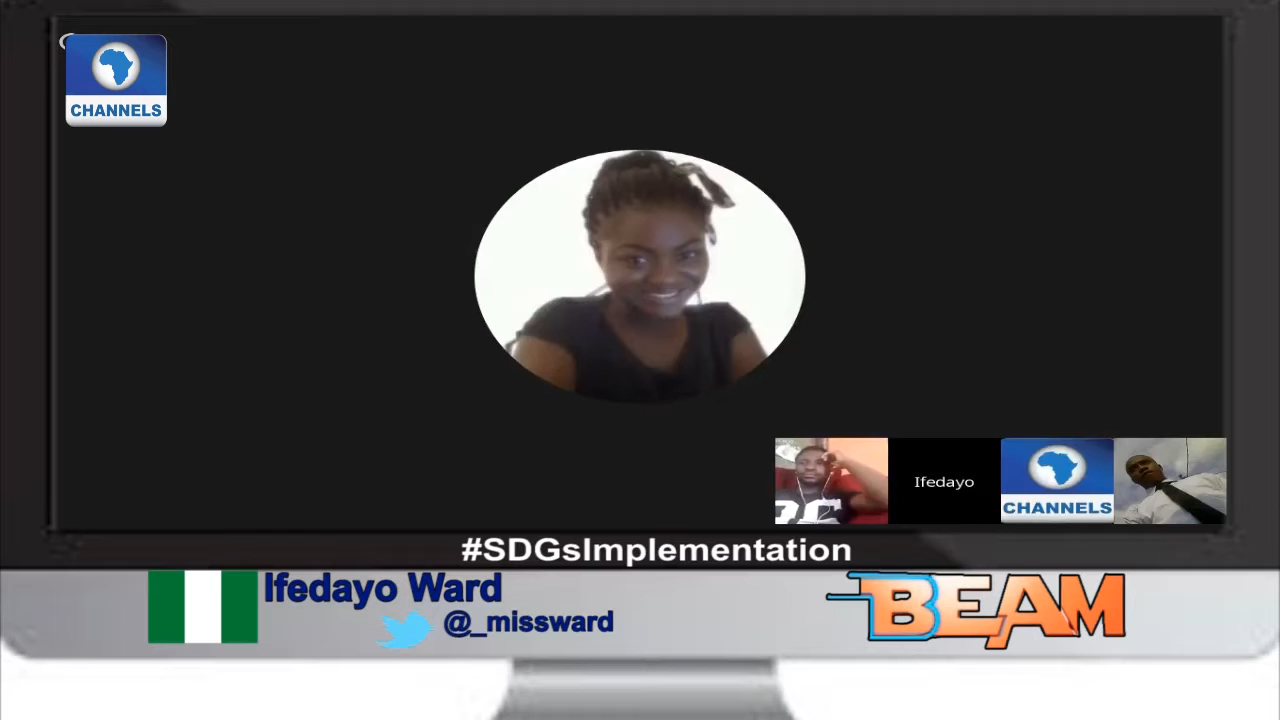 CHANNELS
Ifedayo
CHANNELS
#SDGsImplementation
Ifedayo Ward
@_missward
BEAM